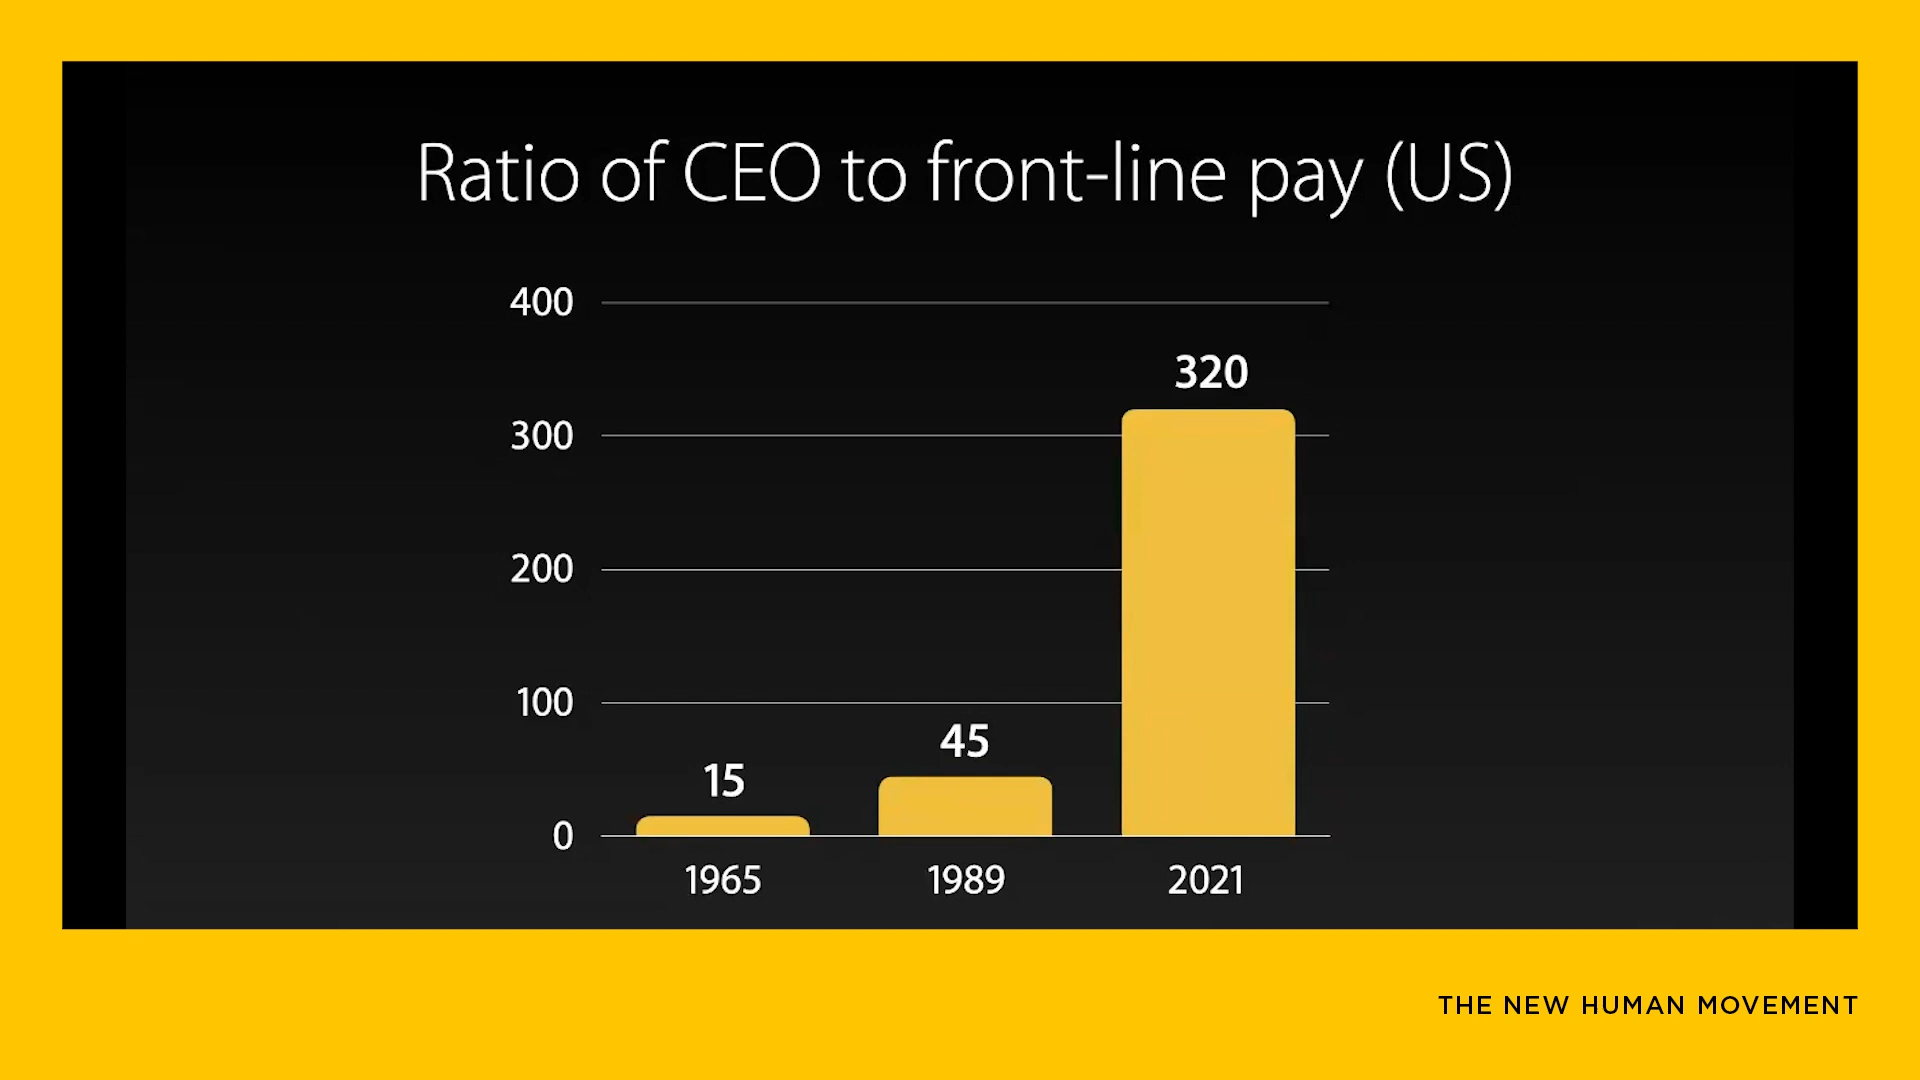 Ratio of CEO to front-line pay (US)
400
320
300
200
100
45
15
0
1965 1989 2021
THE NEW HUMAN MOVEMENT